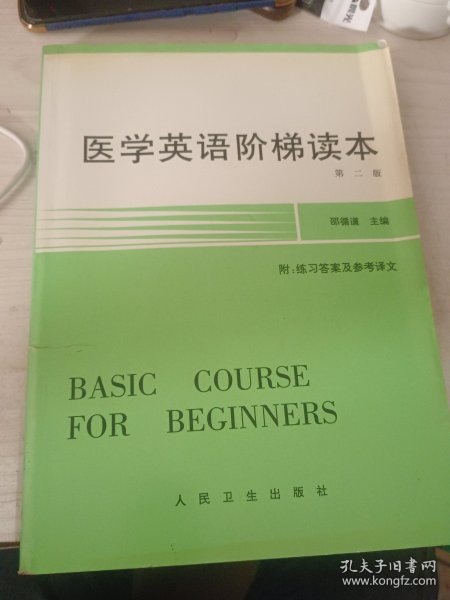 医学英语阶梯读本
第二版
邵循道 主编
附:练习答案及参考译文
BASIC COURSE
FOR BEGINNERS
人民卫生出版社
孔夫子旧书网
www.kongfz.com